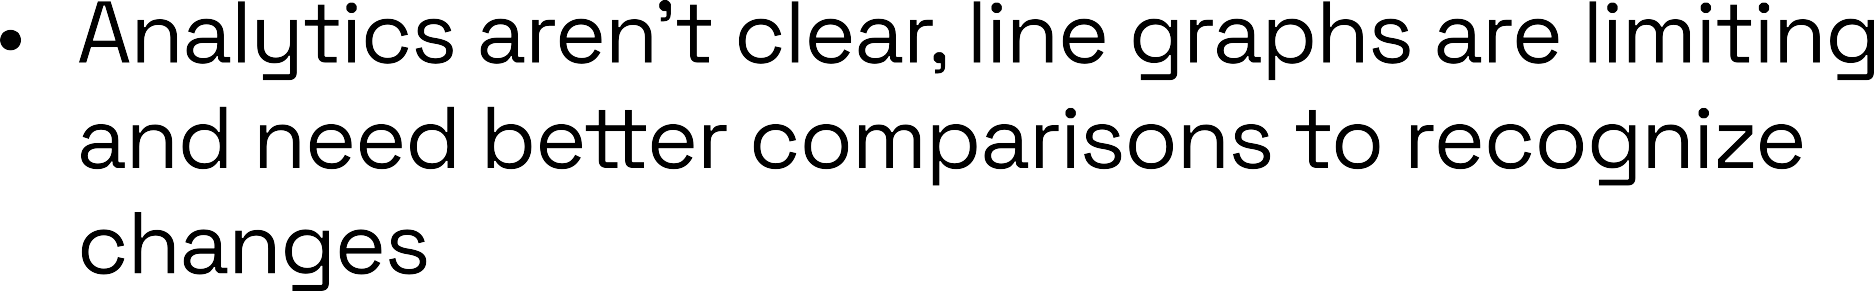 • Analytics aren’t clear, line graphs are limiting
and need better comparisons to recognize
changes